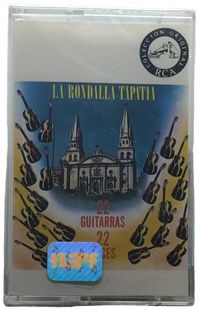 COLECCION ORIGINAL
RCA
LA RONDALLA TAPATIA
22
GUITARRAS
22